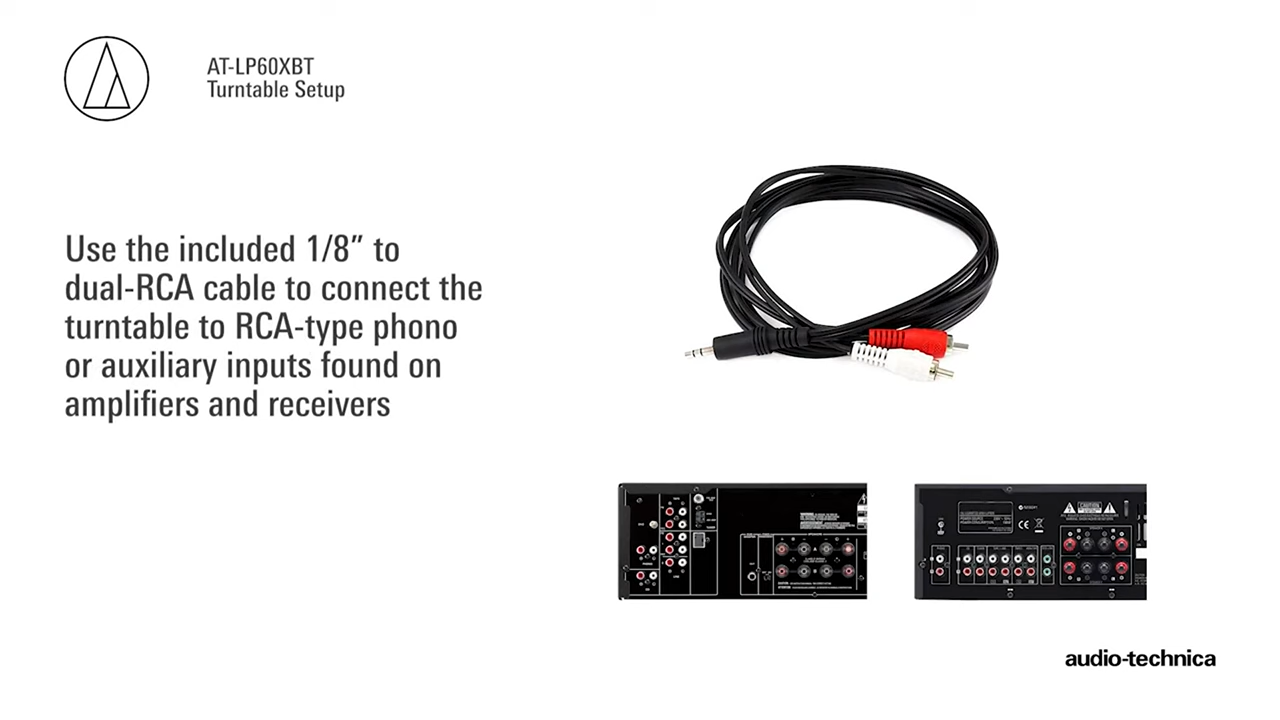 AT-LP60XBT
Turntable Setup
Use the included 1/8” to
dual-RCA cable to connect the
turntable to RCA-type phono
or auxiliary inputs found on
amplifiers and receivers
CAUTION
audio-technica